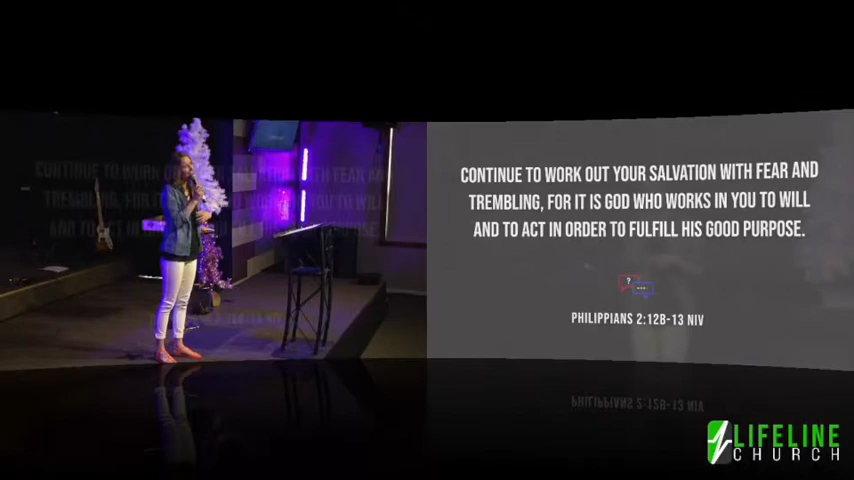 CONTINUE TO WORK OUT YOUR SALVATION WITH FEAR AND
TREMBLING, FOR IT IS GOD WHO WORKS IN YOU TO WILL
AND TO ACT IN ORDER TO FULFILL HIS GOOD PURPOSE.
?
PHILIPPIANS 2:12B-13 NIV
LIFELINE
CHURCH